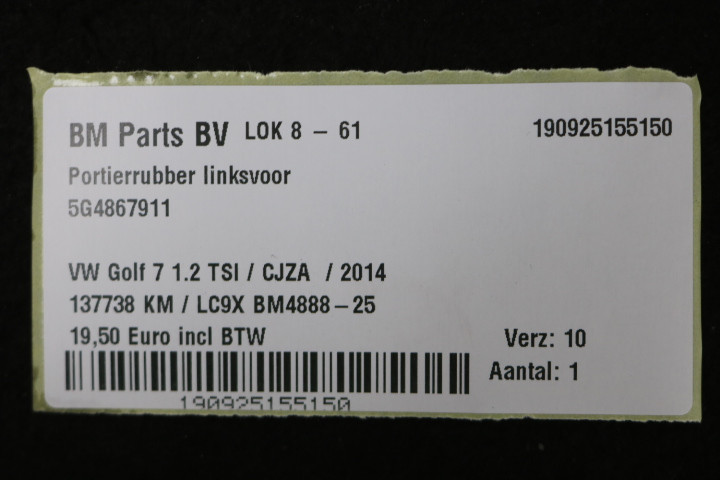 BM Parts BV LOK 8 - 61 190925155150
Portierrubber linksvoor
5G4867911
VW Golf 7 1.2 TSI / CJZA / 2014
137738 KM / LC9X BM4888-25
19,50 Euro incl BTW Verz: 10
Aantal: 1
190925155150